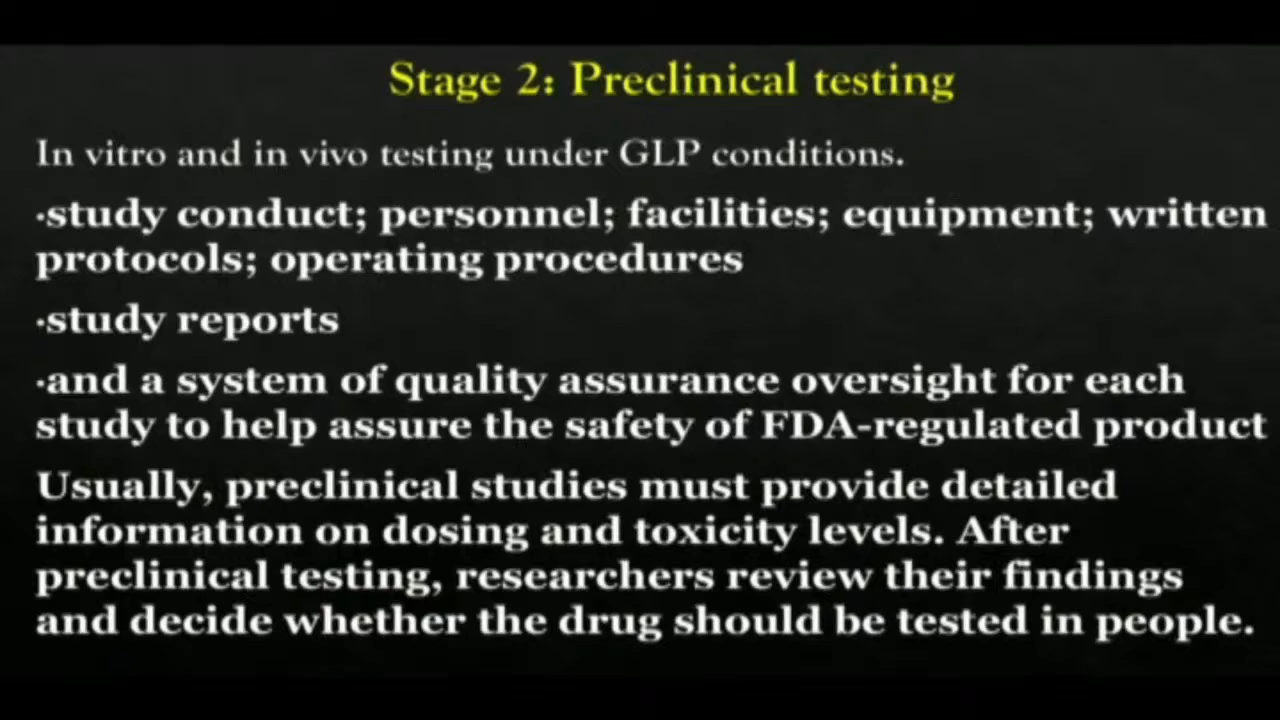 Stage 2: Preclinical testing
In vitro and in vivo testing under GLP conditions.
·study conduct; personnel; facilities; equipment; written
protocols; operating procedures
·study reports
·and a system of quality assurance oversight for each
study to help assure the safety of FDA-regulated product
Usually, preclinical studies must provide detailed
information on dosing and toxicity levels. After
preclinical testing, researchers review their findings
and decide whether the drug should be tested in people.